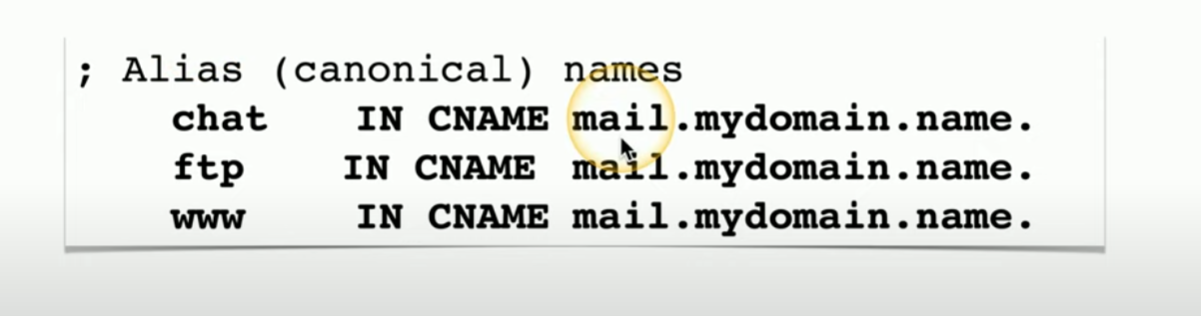 ; Alias (canonical) names
chat IN CNAME mail.mydomain.name.
ftp IN CNAME mail.mydomain.name.
www IN CNAME mail.mydomain.name.